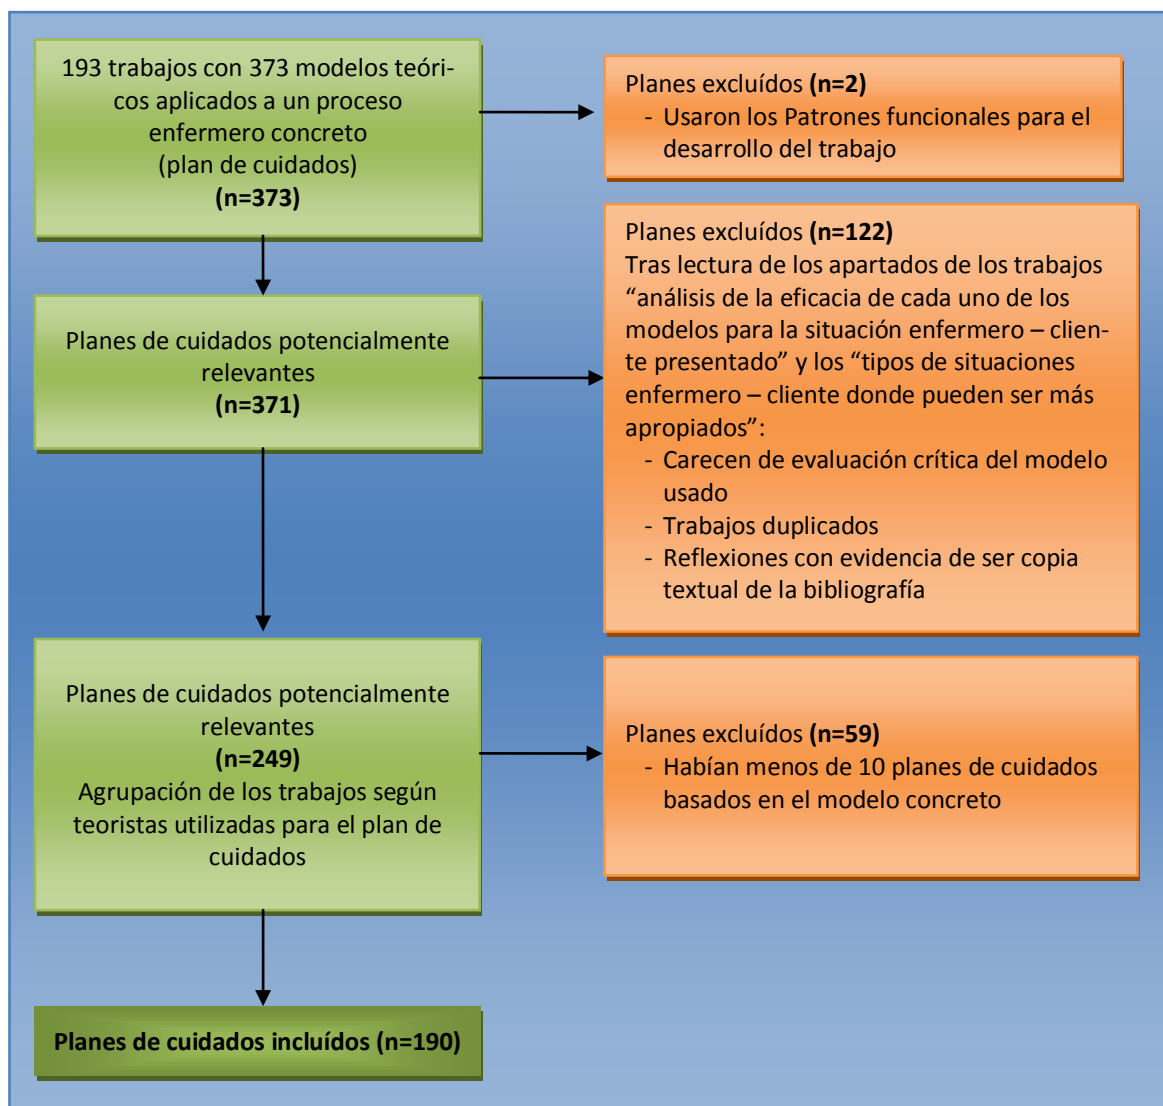 193 trabajos con 373 modelos teóri-
cos aplicados a un proceso
enfermero concreto
(plan de cuidados)
(n=373)
Planes excluídos (n=2)
- Usaron los Patrones funcionales para el
desarrollo del trabajo
Planes de cuidados potencialmente
relevantes
(n=371)
Planes excluídos (n=122)
Tras lectura de los apartados de los trabajos
“análisis de la eficacia de cada uno de los
modelos para la situación enfermero – clien-
te presentado” y los “tipos de situaciones
enfermero – cliente donde pueden ser más
apropiados”:
- Carecen de evaluación crítica del modelo
usado
- Trabajos duplicados
- Reflexiones con evidencia de ser copia
textual de la bibliografía
Planes de cuidados potencialmente
relevantes
(n=249)
Agrupación de los trabajos según
teoristas utilizadas para el plan de
cuidados
Planes excluídos (n=59)
- Habían menos de 10 planes de cuidados
basados en el modelo concreto
Planes de cuidados incluídos (n=190)